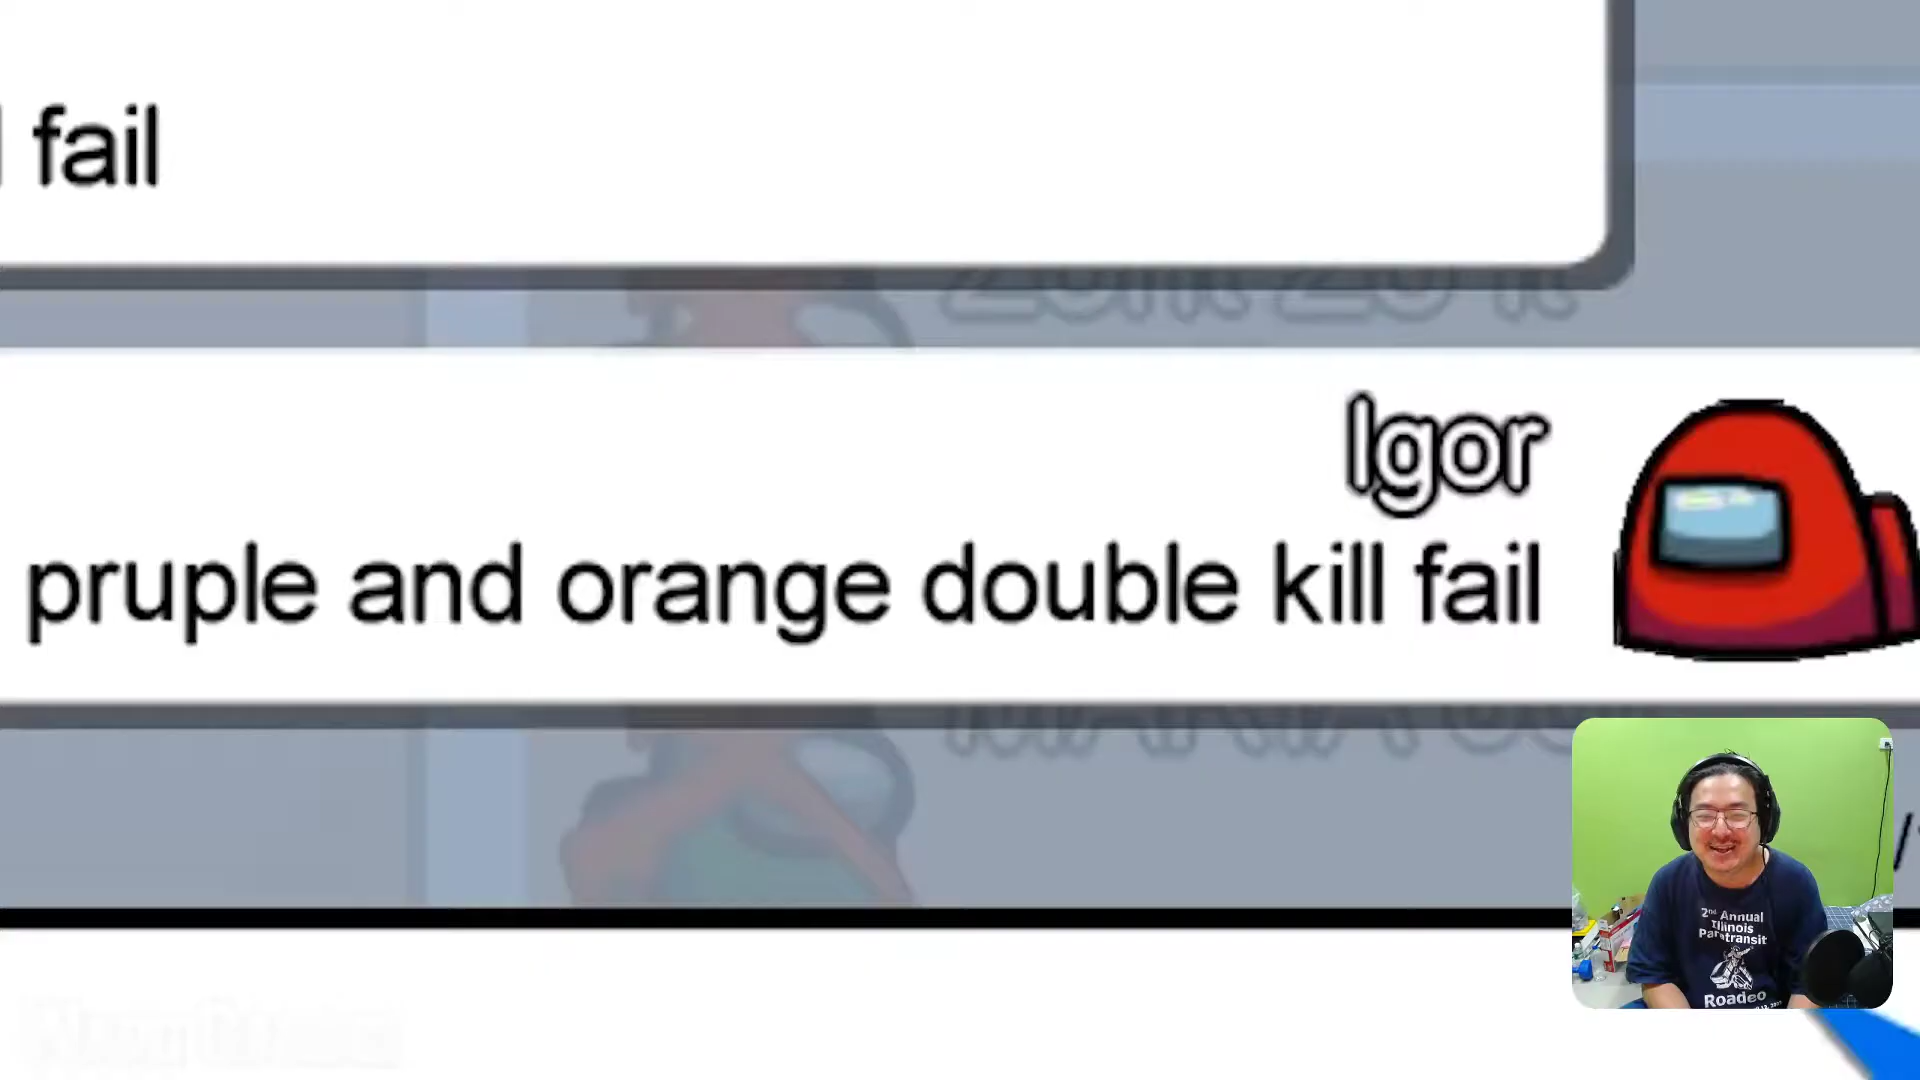 fail
Igor
pruple and orange double kill fail
2nd Annual
Illinois
Paratransit
Roadeo